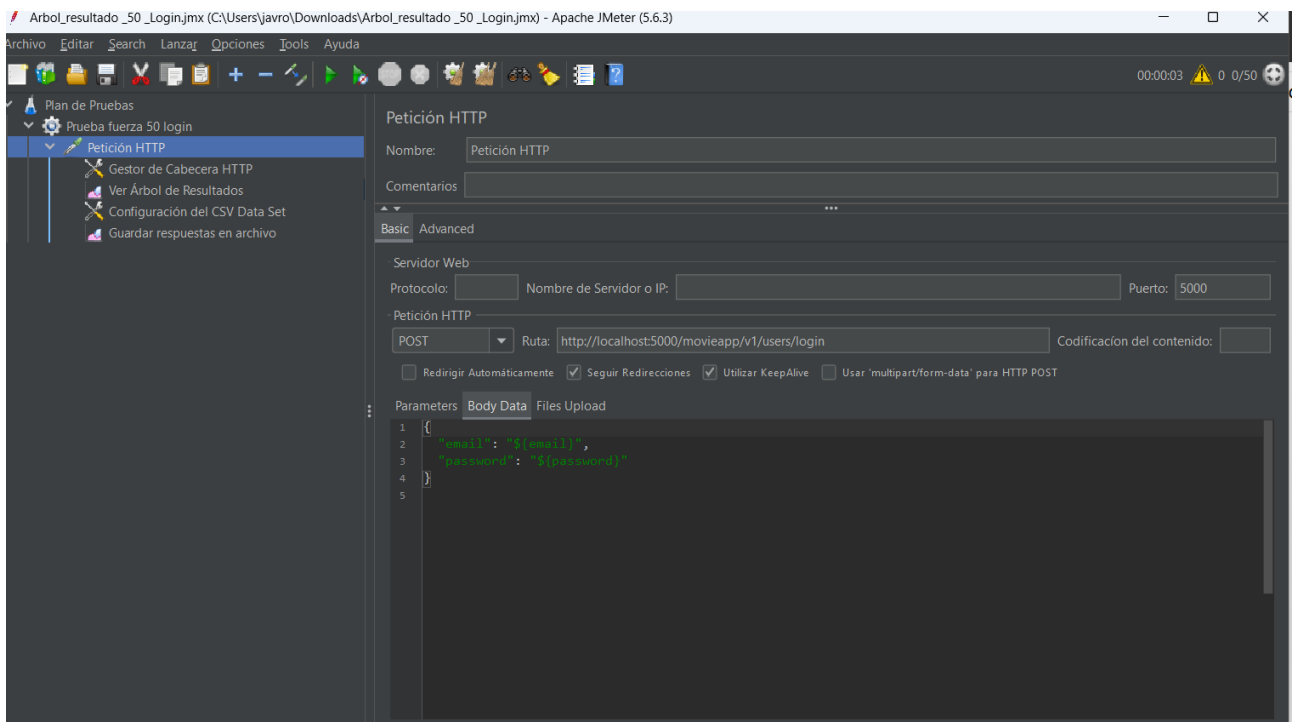 Arbol_resultado _50 _Login.jmx (C:\Users\javro\Downloads\Arbol_resultado _50 _Login.jmx) - Apache JMeter (5.6.3)
Archivo Editar Search Lanzar Opciones Tools Ayuda
00:00:03 0 0/50
Plan de Pruebas
Prueba fuerza 50 login
Petición HTTP
Gestor de Cabecera HTTP
Ver Árbol de Resultados
Configuración del CSV Data Set
Guardar respuestas en archivo
Petición HTTP
Nombre: Petición HTTP
Comentarios
Basic Advanced
Servidor Web
Protocolo: Nombre de Servidor o IP: Puerto: 5000
Petición HTTP
POST Ruta: http://localhost:5000/movieapp/v1/users/login Codificacíon del contenido:
Redirigir Automáticamente Seguir Redirecciones Utilizar KeepAlive Usar 'multipart/form-data' para HTTP POST
Parameters Body Data Files Upload
1 {
2 "email": "${email}",
3 "password": "${password}"
4 }
5